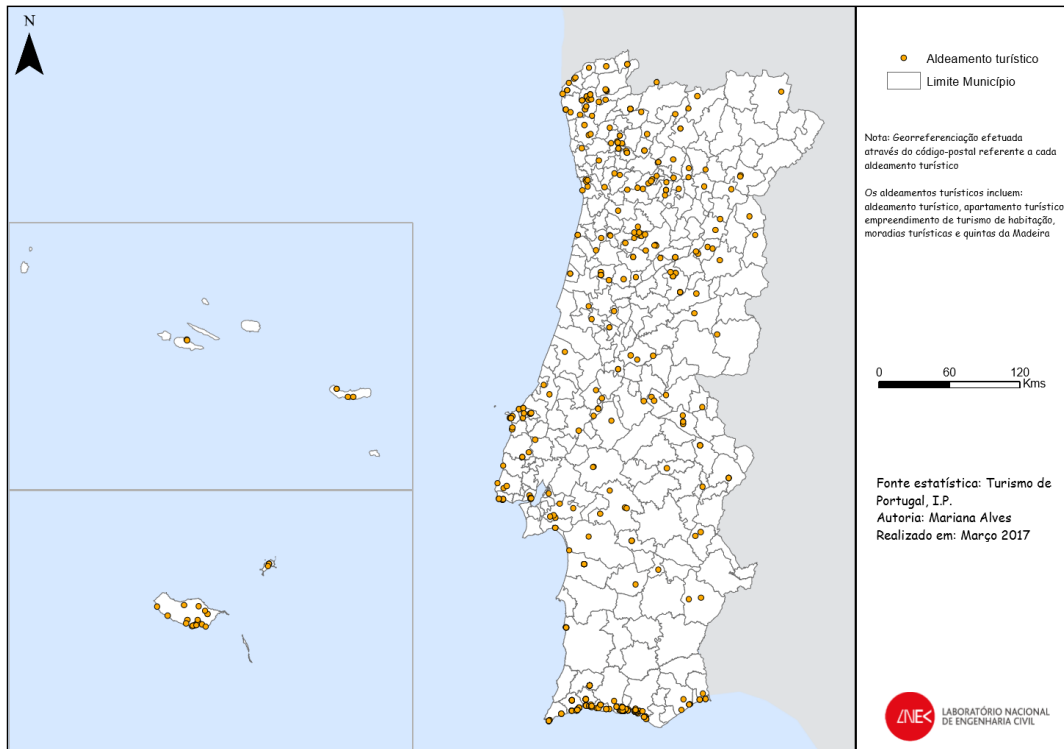 N
Aldeamento turístico
Limite Município
Nota: Georreferenciação efetuada
através do código-postal referente a cada
aldeamento turístico
Os aldeamentos turísticos incluem:
aldeamento turístico, apartamento turístico
empreendimento de turismo de habitação,
moradias turísticas e quintas da Madeira
0 60 120
Kms
Fonte estatística: Turismo de
Portugal, I.P.
Autoria: Mariana Alves
Realizado em: Março 2017
LNEC
LABORATÓRIO NACIONAL
DE ENGENHARIA CIVIL